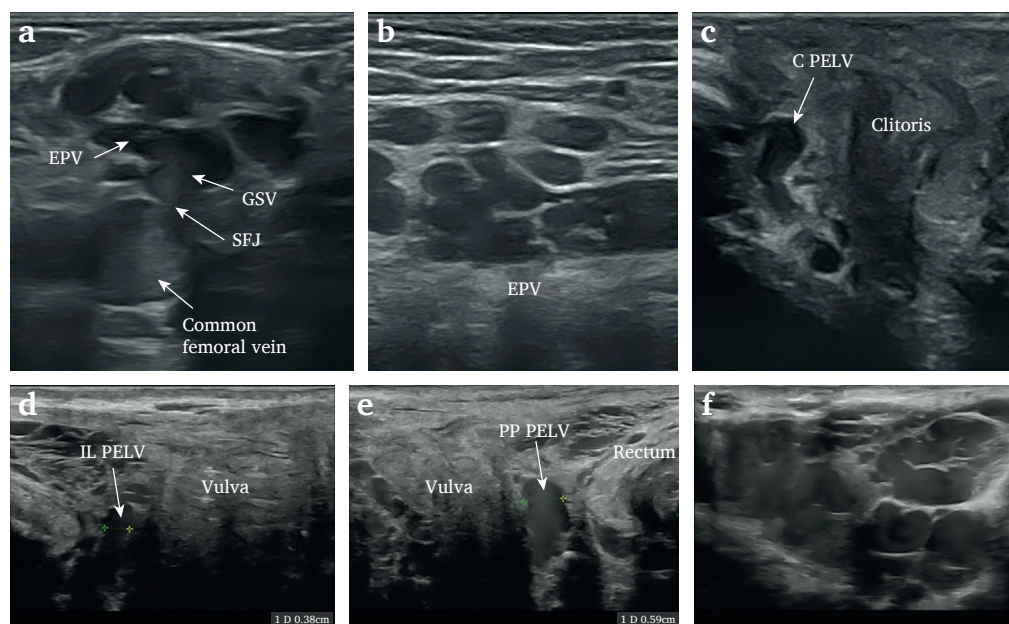 a
EPV
GSV
SFJ
Common
femoral vein
b
EPV
c
C PELV
Clitoris
d
IL PELV
Vulva
1 D 0.38cm
e
PP PELV
Rectum
Vulva
1 D 0.59cm
f